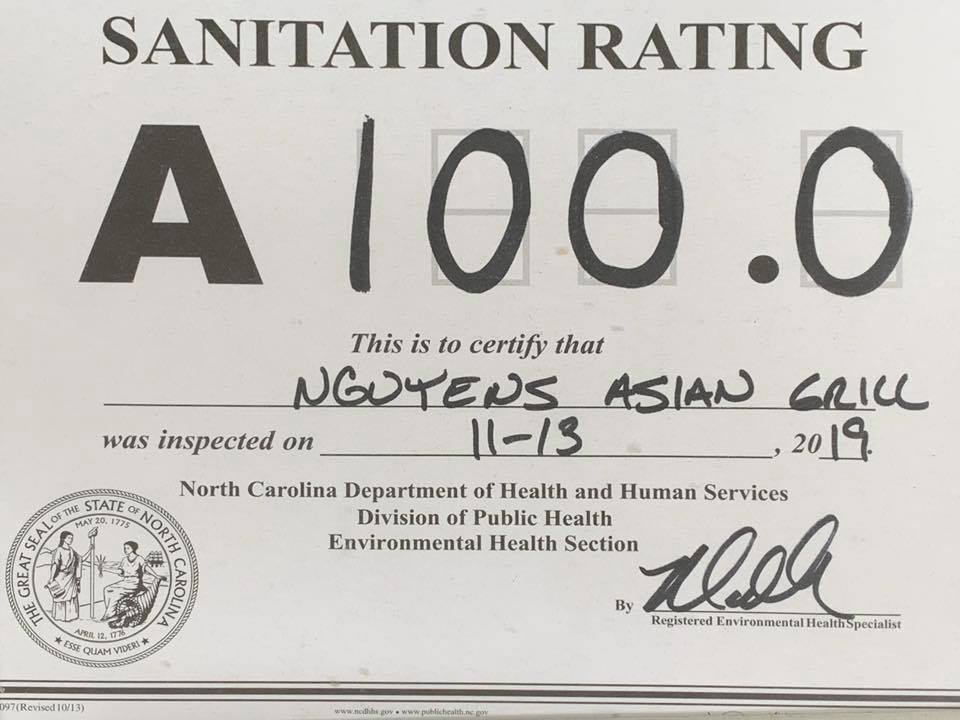 SANITATION RATING
A 100.0
This is to certify that
NGUYENS ASIAN GRILL
was inspected on 11-13, 2019.
North Carolina Department of Health and Human Services
Division of Public Health
Environmental Health Section
THE GREAT SEAL OF THE STATE OF NORTH CAROLINA
MAY 20, 1775
APRIL 12, 1776
★ ESSE QUAM VIDERI ★
By
Registered Environmental Health Specialist
097 (Revised 10/13)
www.ncdhhs.gov • www.publichealth.nc.gov